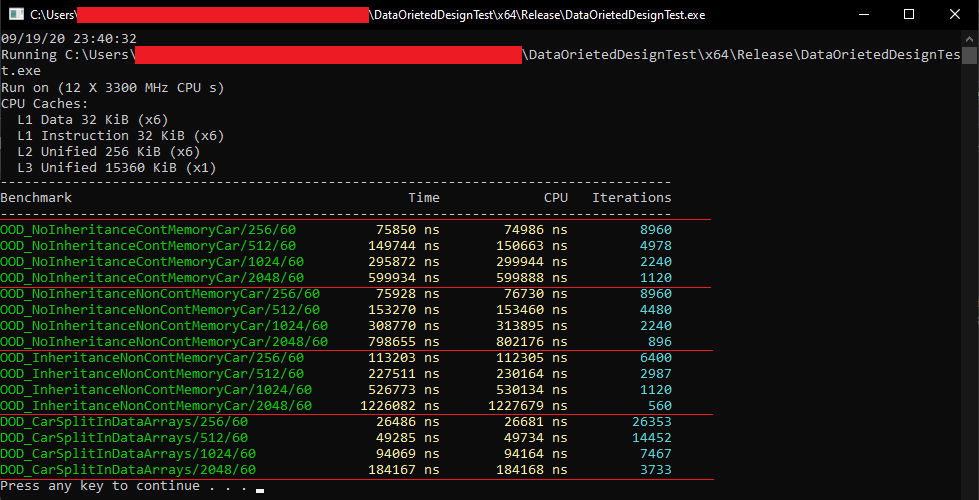 C:\Users\ \DataOrietedDesignTest\x64\Release\DataOrietedDesignTest.exe
09/19/20 23:40:32
Running C:\Users\ \DataOrietedDesignTest\x64\Release\DataOrietedDesignTes
t.exe
Run on (12 X 3300 MHz CPU s)
CPU Caches:
  L1 Data 32 KiB (x6)
  L1 Instruction 32 KiB (x6)
  L2 Unified 256 KiB (x6)
  L3 Unified 15360 KiB (x1)
------------------------------------------------------------------------------------
Benchmark Time CPU Iterations
------------------------------------------------------------------------------------
OOD_NoInheritanceContMemoryCar/256/60 75850 ns 74986 ns 8960
OOD_NoInheritanceContMemoryCar/512/60 149744 ns 150663 ns 4978
OOD_NoInheritanceContMemoryCar/1024/60 295872 ns 299944 ns 2240
OOD_NoInheritanceContMemoryCar/2048/60 599934 ns 599888 ns 1120
OOD_NoInheritanceNonContMemoryCar/256/60 75928 ns 76730 ns 8960
OOD_NoInheritanceNonContMemoryCar/512/60 153270 ns 153460 ns 4480
OOD_NoInheritanceNonContMemoryCar/1024/60 308770 ns 313895 ns 2240
OOD_NoInheritanceNonContMemoryCar/2048/60 798655 ns 802176 ns 896
OOD_InheritanceNonContMemoryCar/256/60 113203 ns 112305 ns 6400
OOD_InheritanceNonContMemoryCar/512/60 227511 ns 230164 ns 2987
OOD_InheritanceNonContMemoryCar/1024/60 526773 ns 530134 ns 1120
OOD_InheritanceNonContMemoryCar/2048/60 1226082 ns 1227679 ns 560
DOD_CarSplitInDataArrays/256/60 26486 ns 26681 ns 26353
DOD_CarSplitInDataArrays/512/60 49285 ns 49734 ns 14452
DOD_CarSplitInDataArrays/1024/60 94069 ns 94164 ns 7467
DOD_CarSplitInDataArrays/2048/60 184167 ns 184168 ns 3733
Press any key to continue . . .